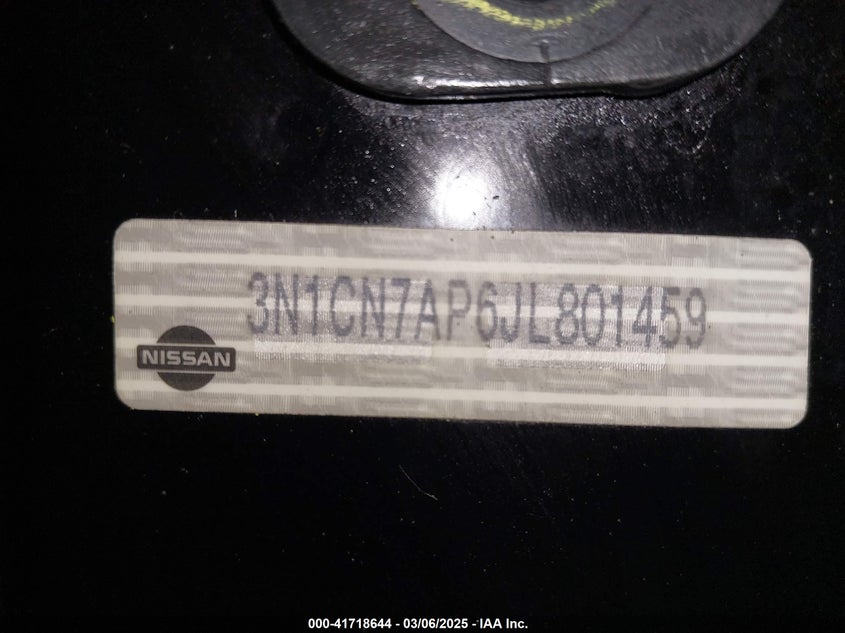 3N1CN7AP6JL801459
NISSAN
000-41718644 - 03/06/2025 - IAA Inc.